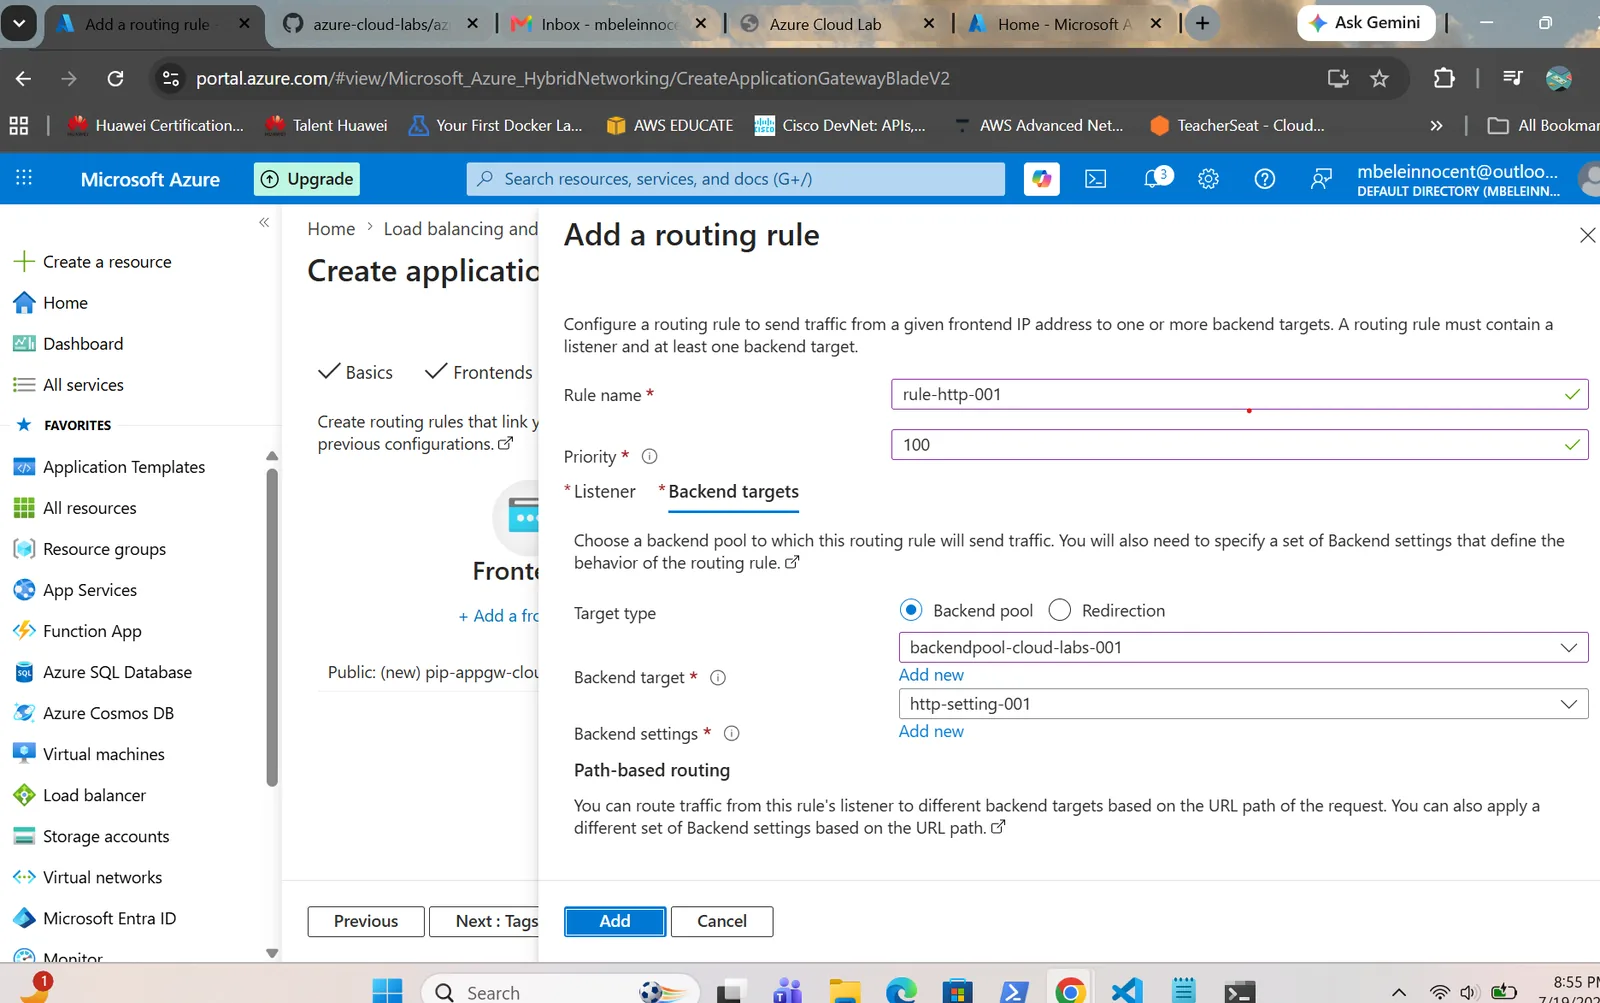 Add a routing rule
azure-cloud-labs/az
Inbox - mbeleinnoce
Azure Cloud Lab
Home - Microsoft A
Ask Gemini
portal.azure.com/#view/Microsoft_Azure_HybridNetworking/CreateApplicationGatewayBladeV2
Huawei Certification...
Talent Huawei
Your First Docker La...
AWS EDUCATE
Cisco DevNet: APIs,...
AWS Advanced Net...
TeacherSeat - Cloud...
All Bookmar
Microsoft Azure
Upgrade
Search resources, services, and docs (G+/)
3
mbeleinnocent@outloo...
DEFAULT DIRECTORY (MBELEINN...
Create a resource
Home
Dashboard
All services
FAVORITES
Application Templates
All resources
Resource groups
App Services
Function App
Azure SQL Database
Azure Cosmos DB
Virtual machines
Load balancer
Storage accounts
Virtual networks
Microsoft Entra ID
Monitor
Home > Load balancing and
Create applicatio
Basics
Frontends
Create routing rules that link y
previous configurations.
Fronte
+ Add a fro
Public: (new) pip-appgw-clou
Previous
Next : Tags
Add a routing rule
Configure a routing rule to send traffic from a given frontend IP address to one or more backend targets. A routing rule must contain a
listener and at least one backend target.
Rule name *
rule-http-001
Priority *
100
* Listener
* Backend targets
Choose a backend pool to which this routing rule will send traffic. You will also need to specify a set of Backend settings that define the
behavior of the routing rule.
Target type
Backend pool
Redirection
Backend target *
backendpool-cloud-labs-001
Add new
Backend settings *
http-setting-001
Add new
Path-based routing
You can route traffic from this rule's listener to different backend targets based on the URL path of the request. You can also apply a
different set of Backend settings based on the URL path.
Add
Cancel
1
Search
8:55 PM